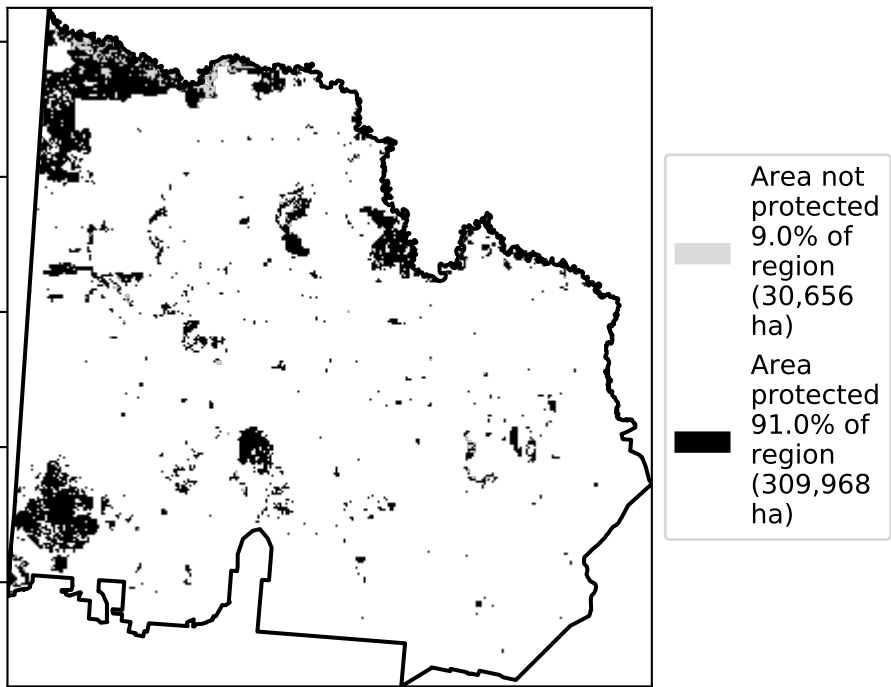 Area not
protected
9.0% of
region
(30,656
ha)
Area
protected
91.0% of
region
(309,968
ha)